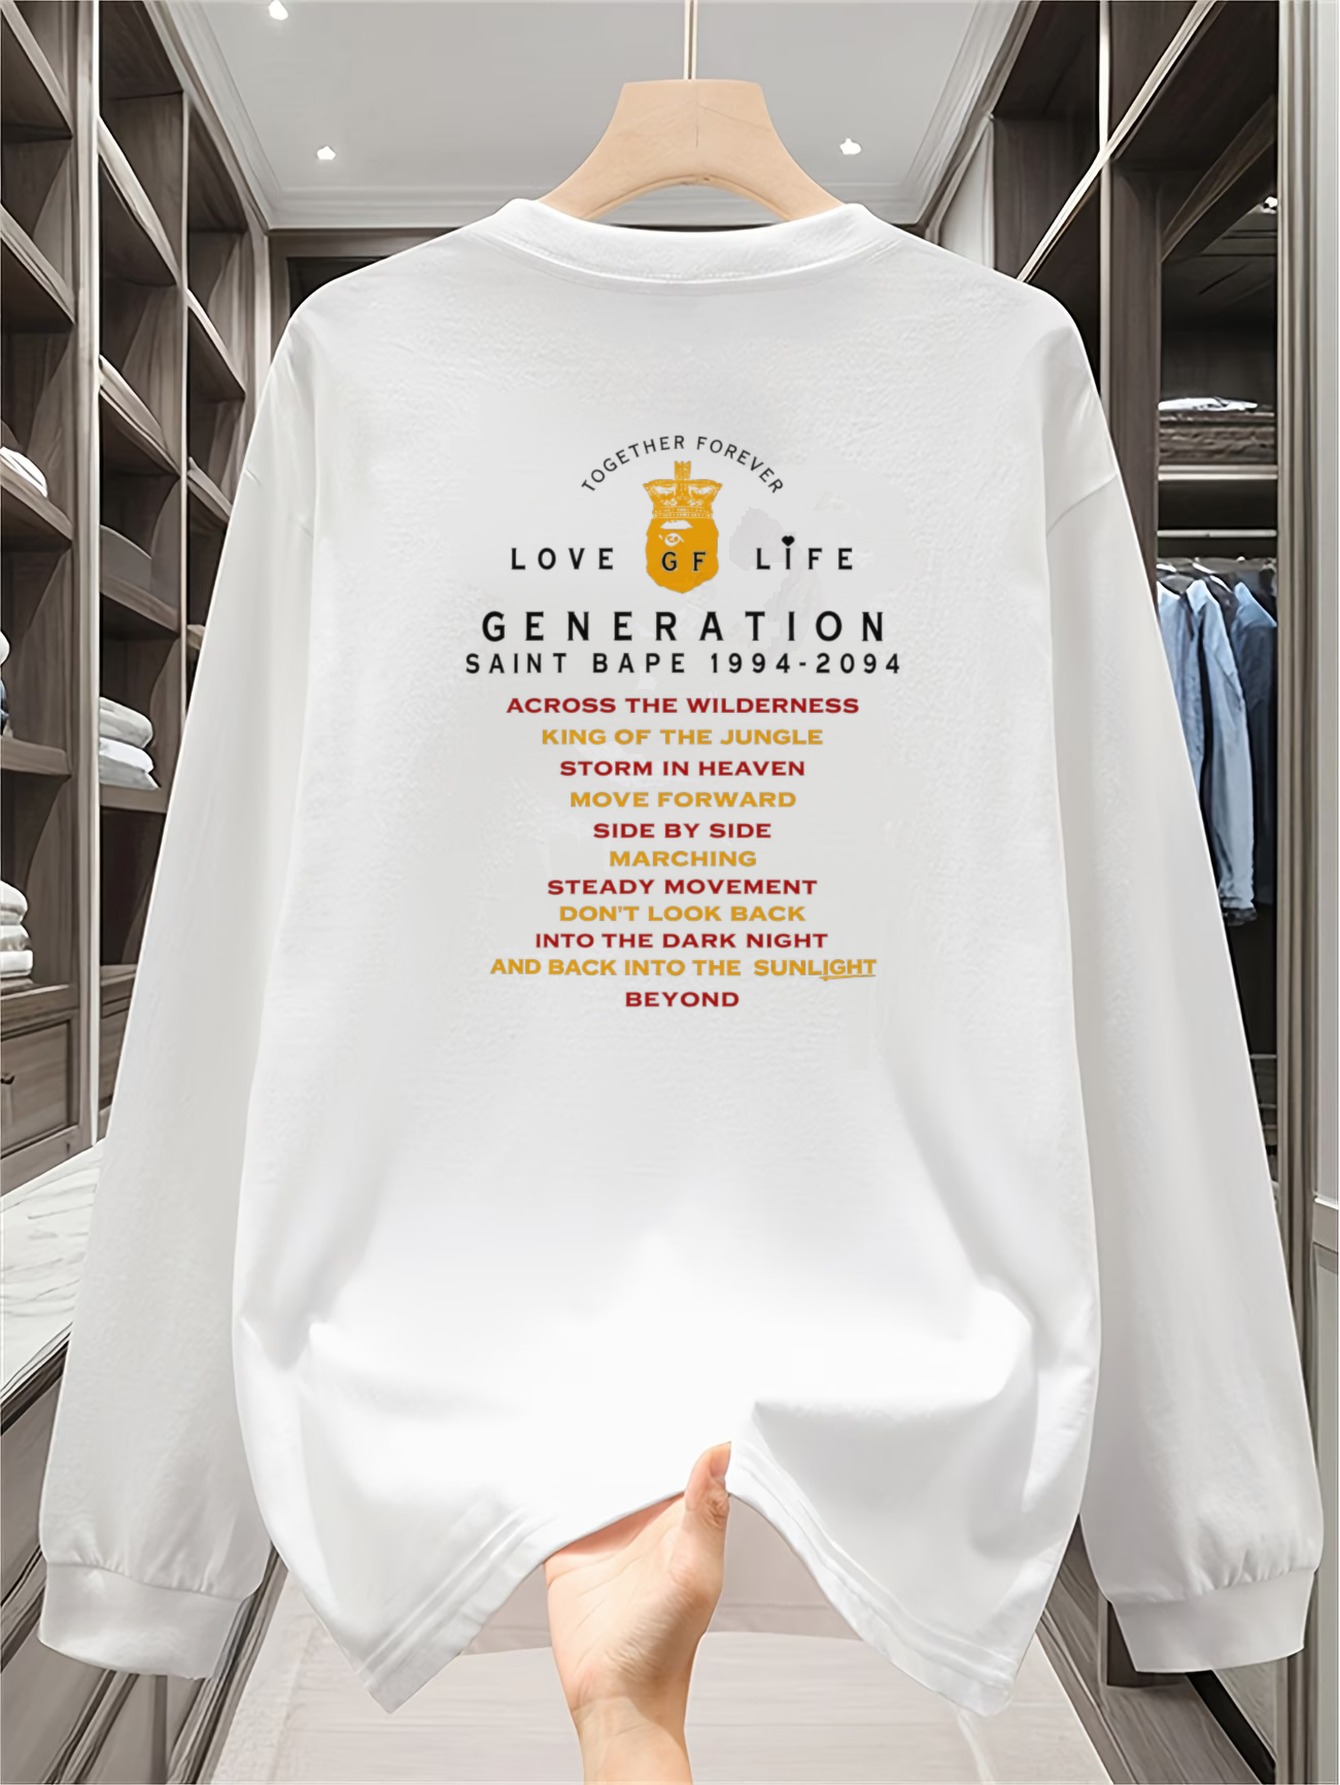 TOGETHER FOREVER
LOVE GF LIFE
GENERATION
SAINT BAPE 1994-2094
ACROSS THE WILDERNESS
KING OF THE JUNGLE
STORM IN HEAVEN
MOVE FORWARD
SIDE BY SIDE
MARCHING
STEADY MOVEMENT
DON'T LOOK BACK
INTO THE DARK NIGHT
AND BACK INTO THE SUNLIGHT
BEYOND